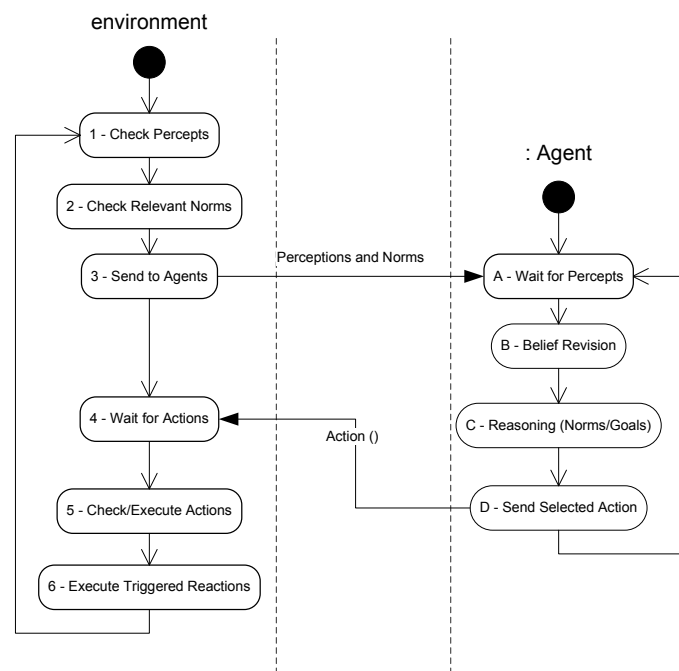 environment
1 - Check Percepts
: Agent
2 - Check Relevant Norms
Perceptions and Norms
3 - Send to Agents
A - Wait for Percepts
B - Belief Revision
4 - Wait for Actions
C - Reasoning (Norms/Goals)
Action ()
D - Send Selected Action
5 - Check/Execute Actions
6 - Execute Triggered Reactions